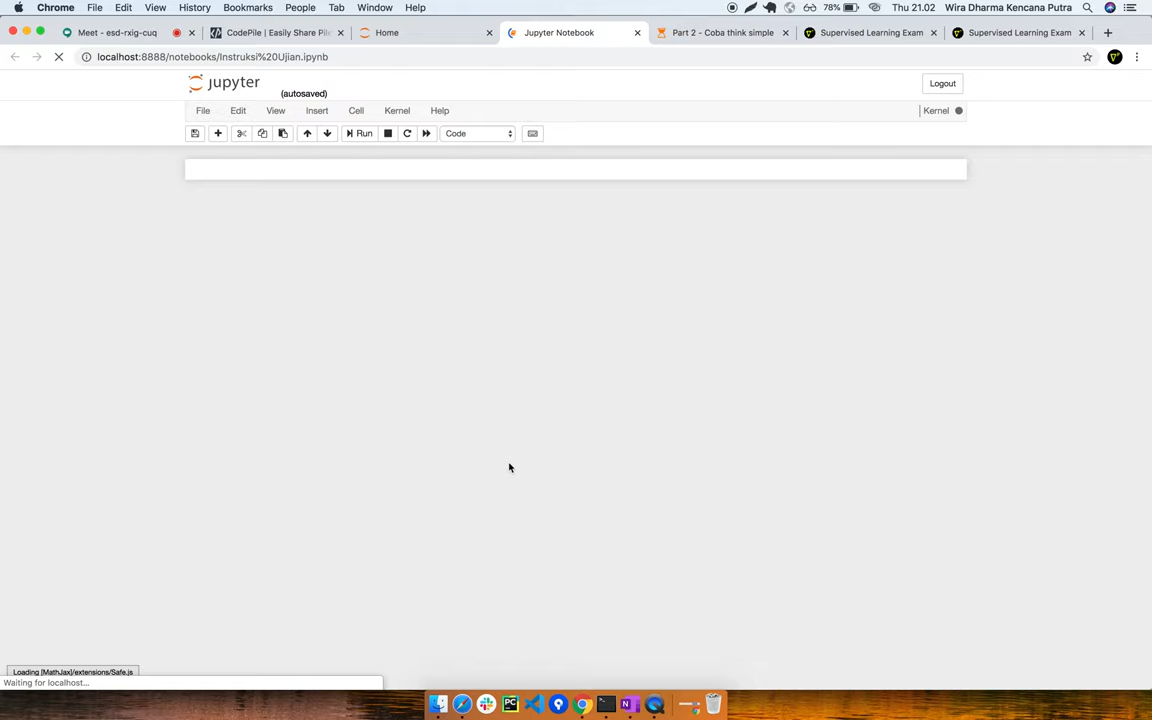 Chrome File Edit View History Bookmarks People Tab Window Help 78% Thu 21.02 Wira Dharma Kencana Putra
Meet - esd-rxig-cuq CodePile | Easily Share Pile Home Jupyter Notebook Part 2 - Coba think simple Supervised Learning Exam Supervised Learning Exam
localhost:8888/notebooks/Instruksi%20Ujian.ipynb
jupyter (autosaved) Logout
File Edit View Insert Cell Kernel Help Kernel
Run Code
Loading [MathJax]/extensions/Safe.js
Waiting for localhost...